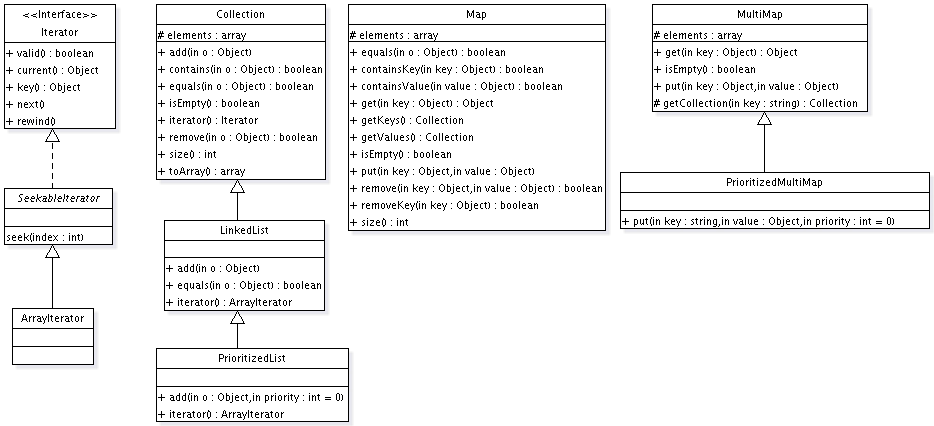 <<Interface>>
Iterator
+ valid() : boolean
+ current() : Object
+ key() : Object
+ next()
+ rewind()
SeekableIterator
seek(index : int)
ArrayIterator
Collection
# elements : array
+ add(in o : Object)
+ contains(in o : Object) : boolean
+ equals(in o : Object) : boolean
+ isEmpty() : boolean
+ iterator() : Iterator
+ remove(in o : Object) : boolean
+ size() : int
+ toArray() : array
LinkedList
+ add(in o : Object)
+ equals(in o : Object) : boolean
+ iterator() : ArrayIterator
PrioritizedList
+ add(in o : Object,in priority : int = 0)
+ iterator() : ArrayIterator
Map
# elements : array
+ equals(in o : Object) : boolean
+ containsKey(in key : Object) : boolean
+ containsValue(in value : Object) : boolean
+ get(in key : Object) : Object
+ getKeys() : Collection
+ getValues() : Collection
+ isEmpty() : boolean
+ put(in key : Object,in value : Object)
+ remove(in key : Object,in value : Object) : boolean
+ removeKey(in key : Object) : boolean
+ size() : int
MultiMap
# elements : array
+ get(in key : Object) : Object
+ isEmpty() : boolean
+ put(in key : Object,in value : Object)
# getCollection(in key : string) : Collection
PrioritizedMultiMap
+ put(in key : string,in value : Object,in priority : int = 0)